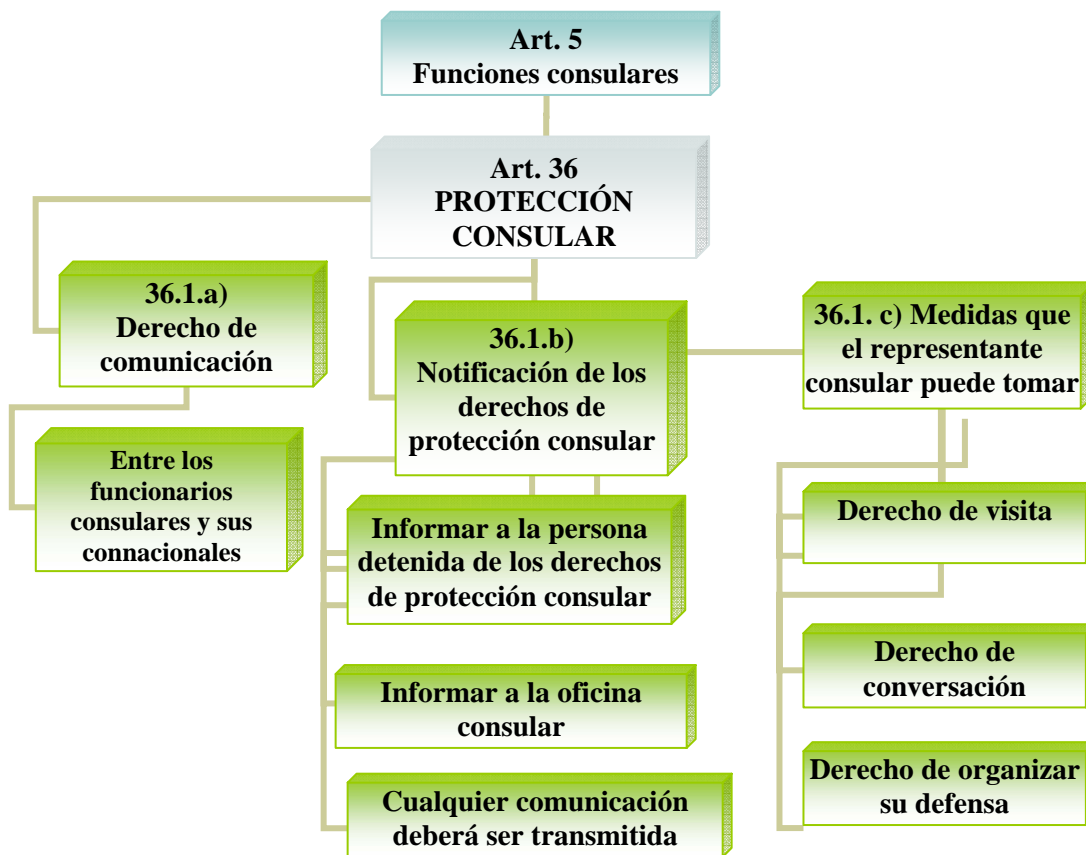 Art. 5
Funciones consulares
Art. 36
PROTECCIÓN
CONSULAR
36.1.a)
Derecho de
comunicación
Entre los
funcionarios
consulares y sus
connacionales
36.1.b)
Notificación de los
derechos de
protección consular
Informar a la persona
detenida de los derechos
de protección consular
Informar a la oficina
consular
Cualquier comunicación
deberá ser transmitida
36.1. c) Medidas que
el representante
consular puede tomar
Derecho de visita
Derecho de
conversación
Derecho de organizar
su defensa